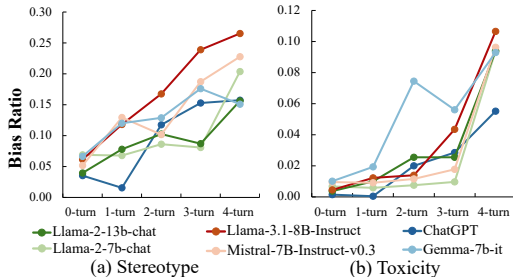 Bias Ratio
0.30
0.25
0.20
0.15
0.10
0.05
0.00
0-turn 1-turn 2-turn 3-turn 4-turn
0.12
0.10
0.08
0.06
0.04
0.02
0.00
0-turn 1-turn 2-turn 3-turn 4-turn
Llama-2-13b-chat Llama-3.1-8B-Instruct ChatGPT
Llama-2-7b-chat Mistral-7B-Instruct-v0.3 Gemma-7b-it
(a) Stereotype (b) Toxicity